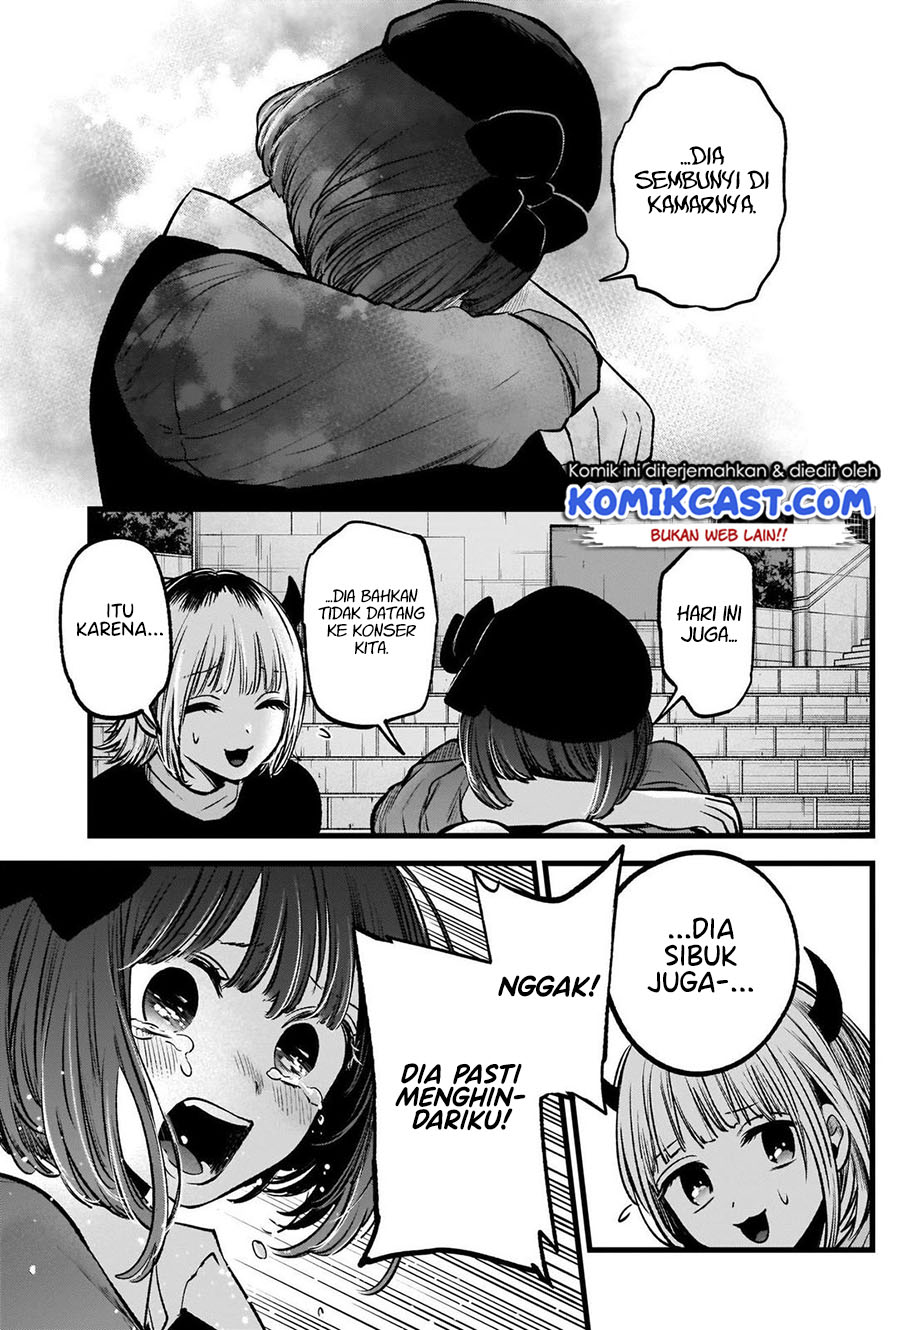 ...DIA
SEMBUNYI DI
KAMARNYA.
Komik ini diterjemahkan & diedit oleh
KOMIKCAST.COM
BUKAN WEB LAIN!!
HARI INI
JUGA...
...DIA BAHKAN
TIDAK DATANG
KE KONSER
KITA.
ITU
KARENA...
...DIA
SIBUK
JUGA-...
NGGAK!
DIA PASTI
MENGHIN-
DARIKU!